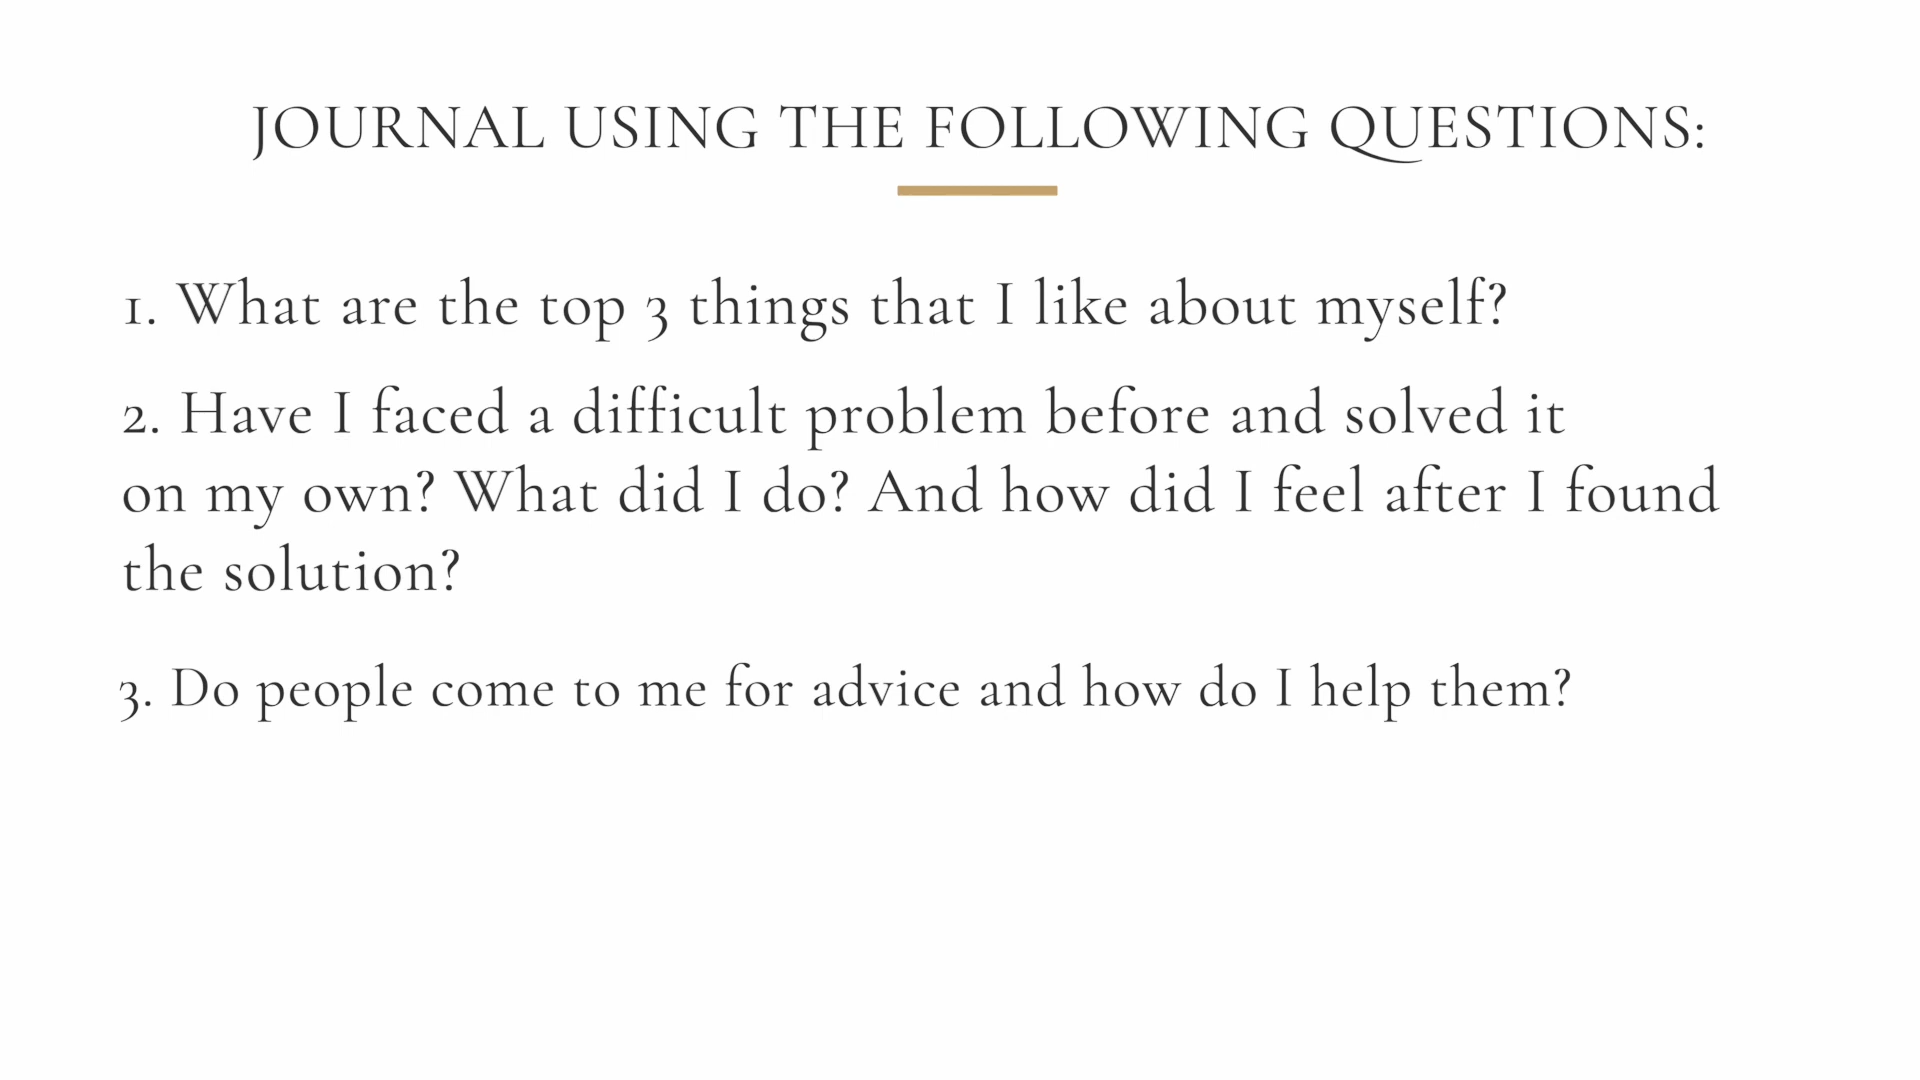 JOURNAL USING THE FOLLOWING QUESTIONS:
1. What are the top 3 things that I like about myself?
2. Have I faced a difficult problem before and solved it
on my own? What did I do? And how did I feel after I found
the solution?
3. Do people come to me for advice and how do I help them?